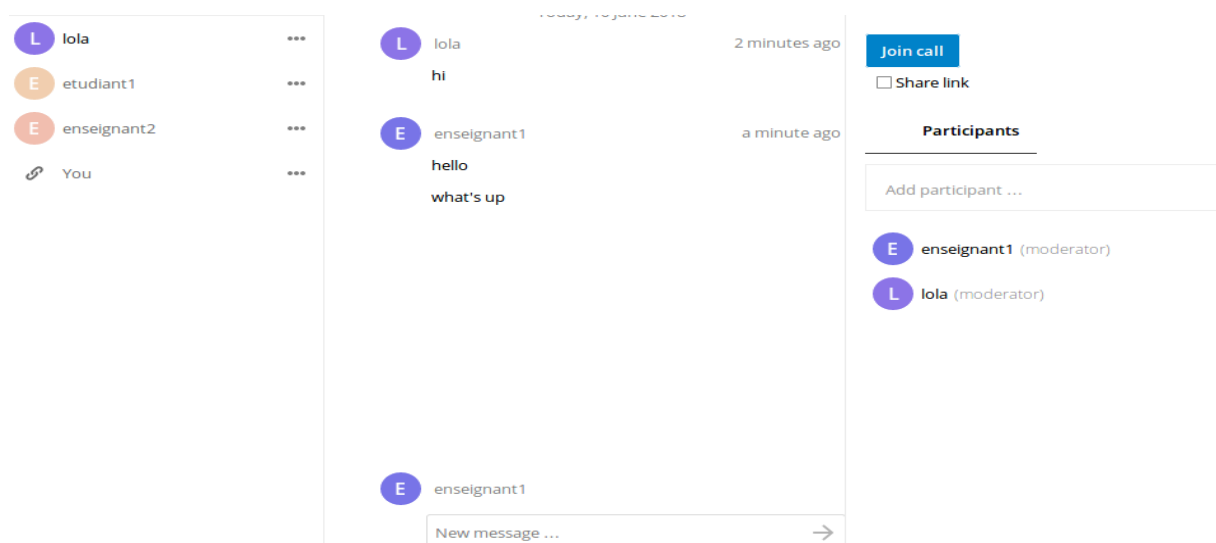 L lola •••
E etudiant1 •••
E enseignant2 •••
You •••
L lola 2 minutes ago
hi
E enseignant1 a minute ago
hello
what's up
E enseignant1
New message ...
Join call
Share link
Participants
Add participant ...
E enseignant1 (moderator)
L lola (moderator)